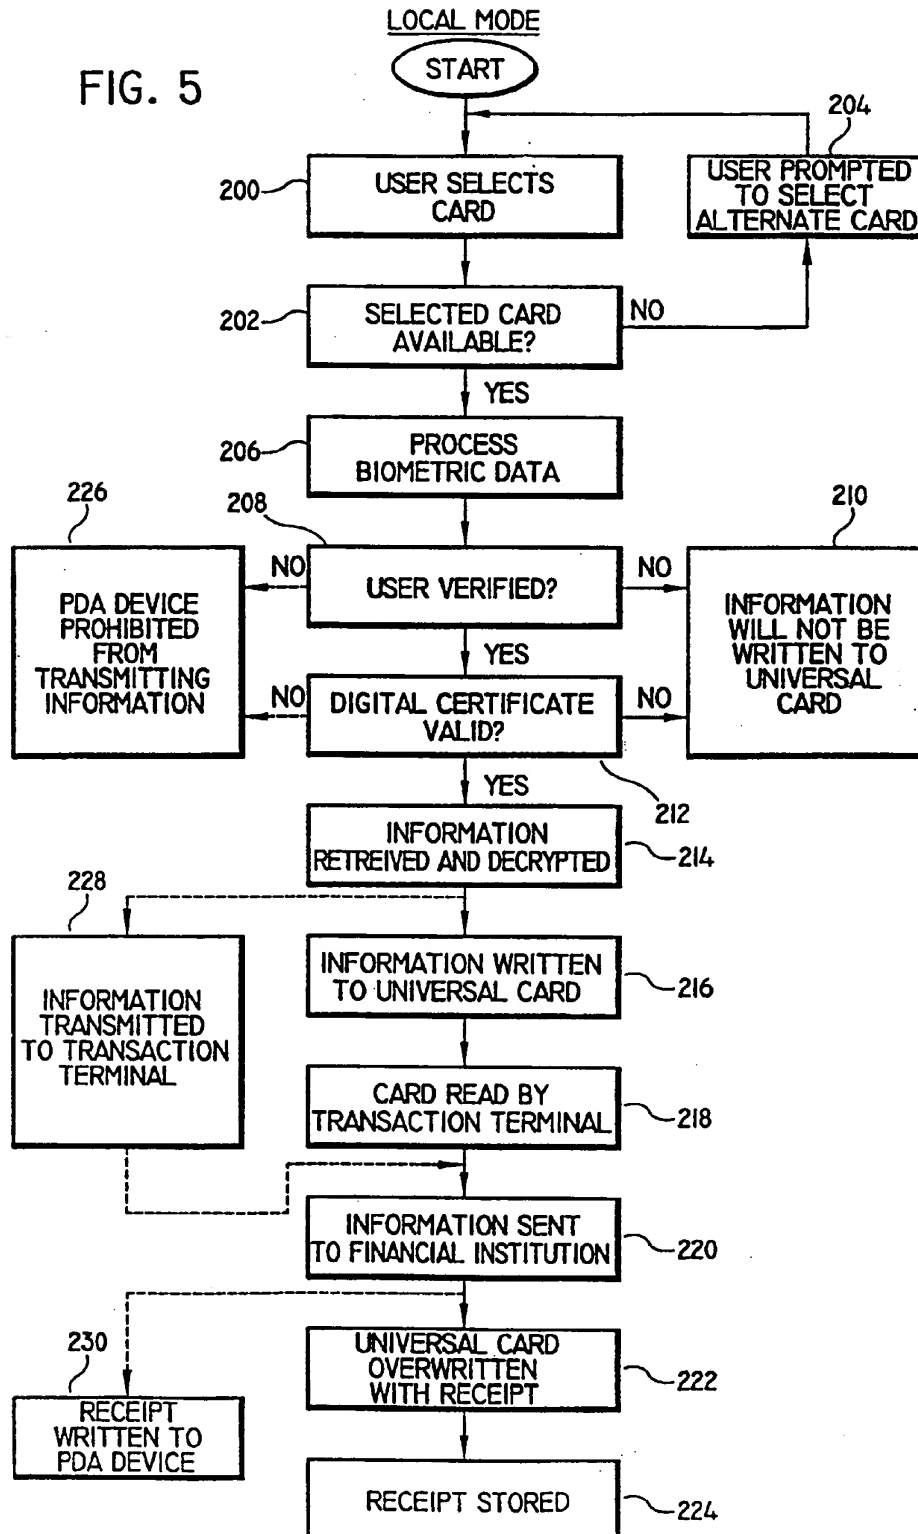 LOCAL MODE
START
FIG. 5
204
200
USER SELECTS
CARD
USER PROMPTED
TO SELECT
ALTERNATE CARD
202
SELECTED CARD
AVAILABLE?
NO
YES
206
PROCESS
BIOMETRIC DATA
226
208
210
NO
USER VERIFIED?
NO
PDA DEVICE
PROHIBITED
FROM
TRANSMITTING
INFORMATION
INFORMATION
WILL NOT BE
WRITTEN TO
UNIVERSAL
CARD
YES
NO
DIGITAL CERTIFICATE
VALID?
NO
YES
212
INFORMATION
RETREIVED AND DECRYPTED
214
228
INFORMATION WRITTEN
TO UNIVERSAL CARD
216
INFORMATION
TRANSMITTED
TO TRANSACTION
TERMINAL
CARD READ BY
TRANSACTION TERMINAL
218
INFORMATION SENT
TO FINANCIAL INSTITUTION
220
230
UNIVERSAL CARD
OVERWRITTEN
WITH RECEIPT
222
RECEIPT
WRITTEN TO
PDA DEVICE
RECEIPT STORED
224